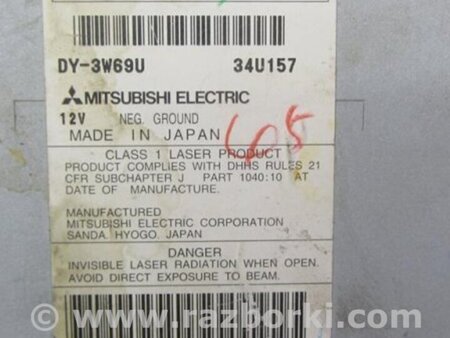 DY-3W69U 34U157
MITSUBISHI ELECTRIC
12V NEG. GROUND
MADE IN JAPAN
605
CLASS 1 LASER PRODUCT
PRODUCT COMPLIES WITH DHHS RULES 21
CFR SUBCHAPTER J PART 1040:10 AT
DATE OF MANUFACTURE.
MANUFACTURED
MITSUBISHI ELECTRIC CORPORATION
SANDA, HYOGO, JAPAN
DANGER
INVISIBLE LASER RADIATION WHEN OPEN.
AVOID DIRECT EXPOSURE TO BEAM.
© www.razborki.com